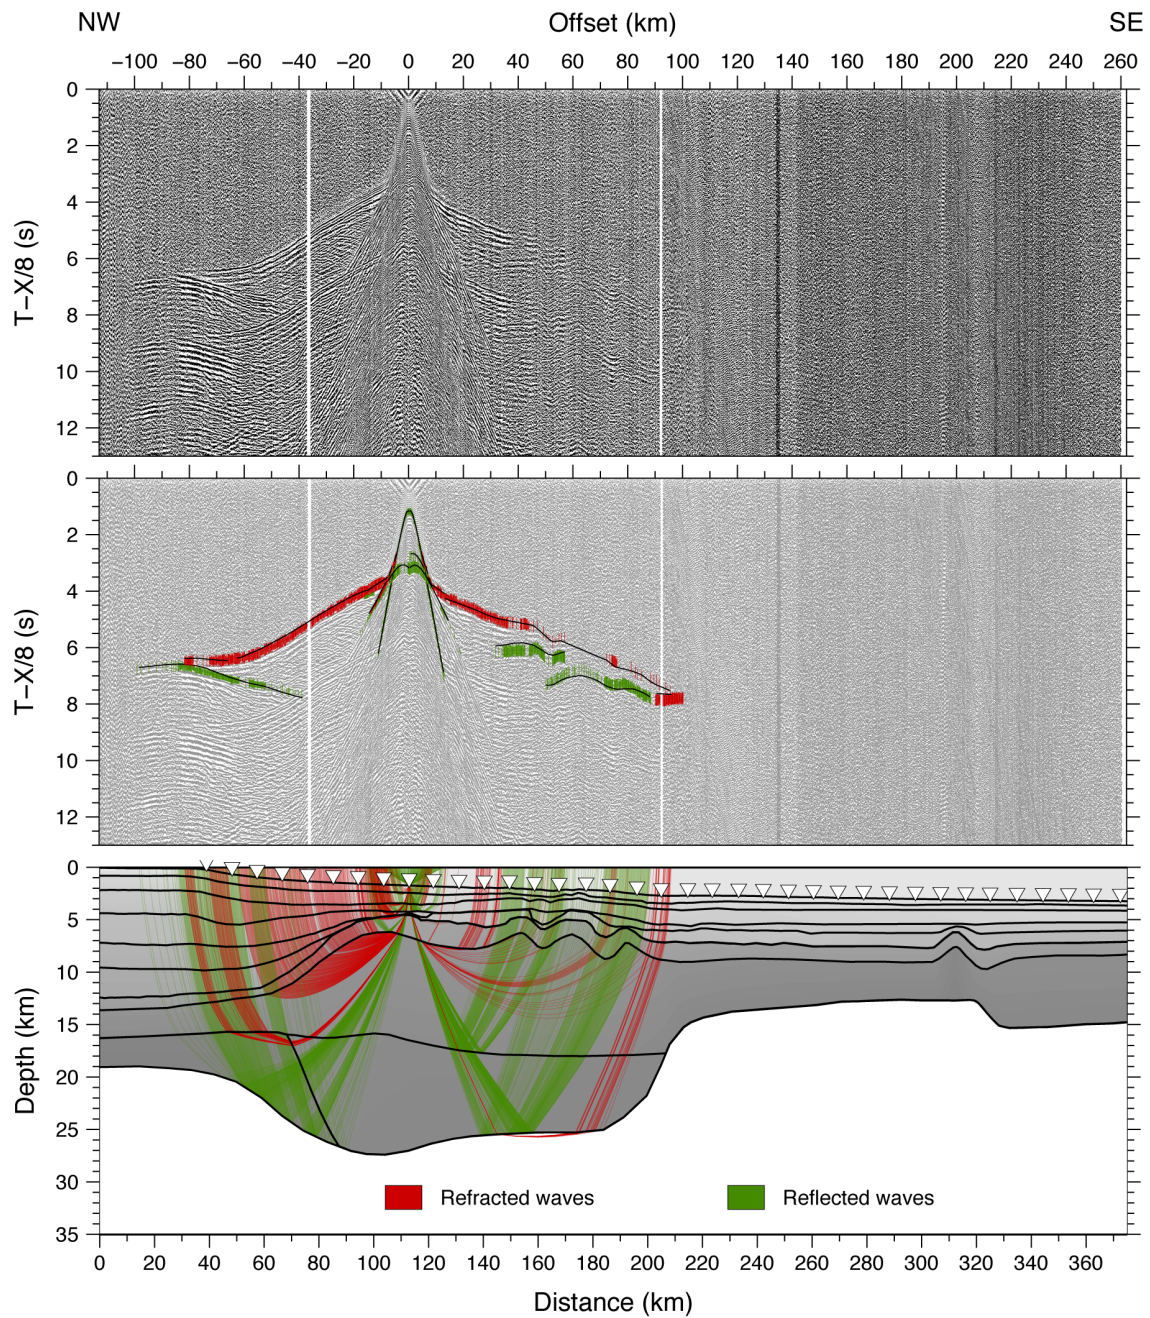 NW Offset (km) SE
−100 −80 −60 −40 −20 0 20 40 60 80 100 120 140 160 180 200 220 240 260
0
2
4
6
8
10
12
T−X/8 (s)
0
2
4
6
8
10
12
T−X/8 (s)
0
5
10
15
20
25
30
35
Depth (km)
Refracted waves Reflected waves
0 20 40 60 80 100 120 140 160 180 200 220 240 260 280 300 320 340 360
Distance (km)